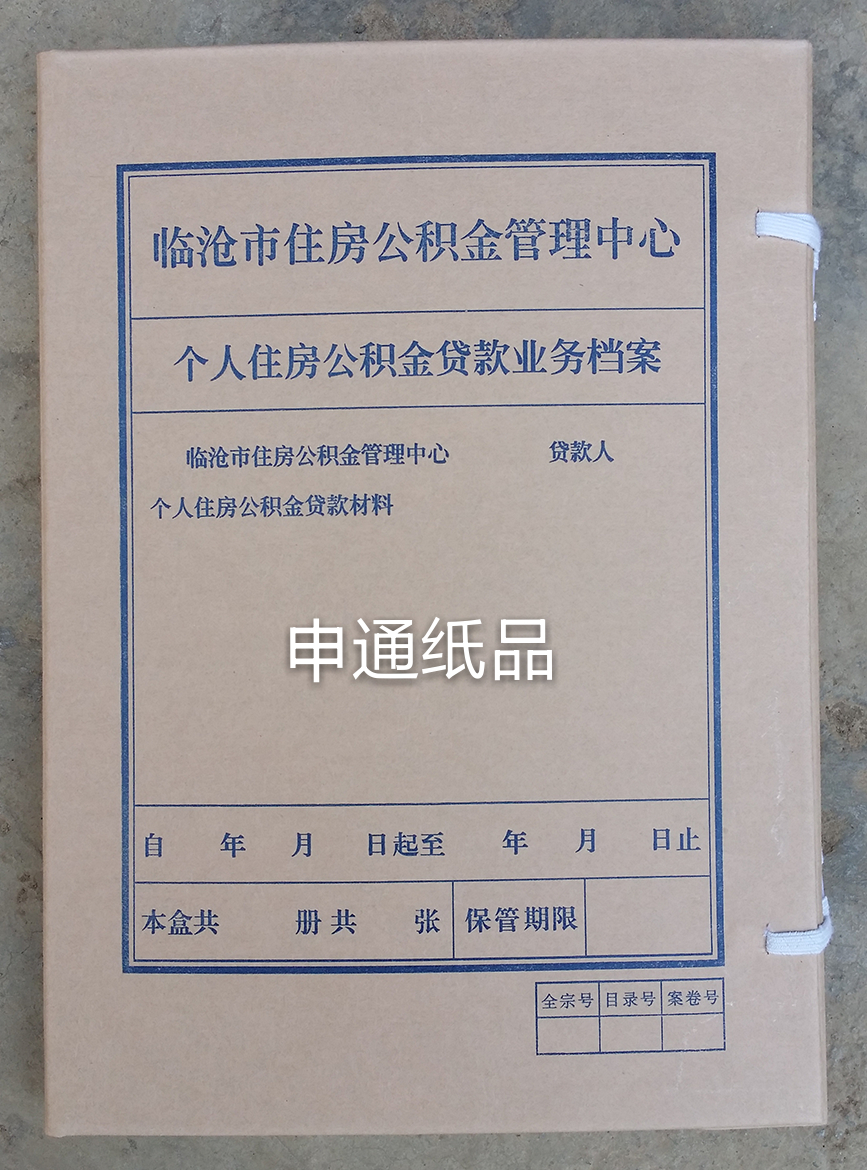 临沧市住房公积金管理中心
个人住房公积金贷款业务档案
临沧市住房公积金管理中心 贷款人
个人住房公积金贷款材料
申通纸品
自 年 月 日起至 年 月 日止
本盒共 册共 张 保管期限
全宗号 目录号 案卷号